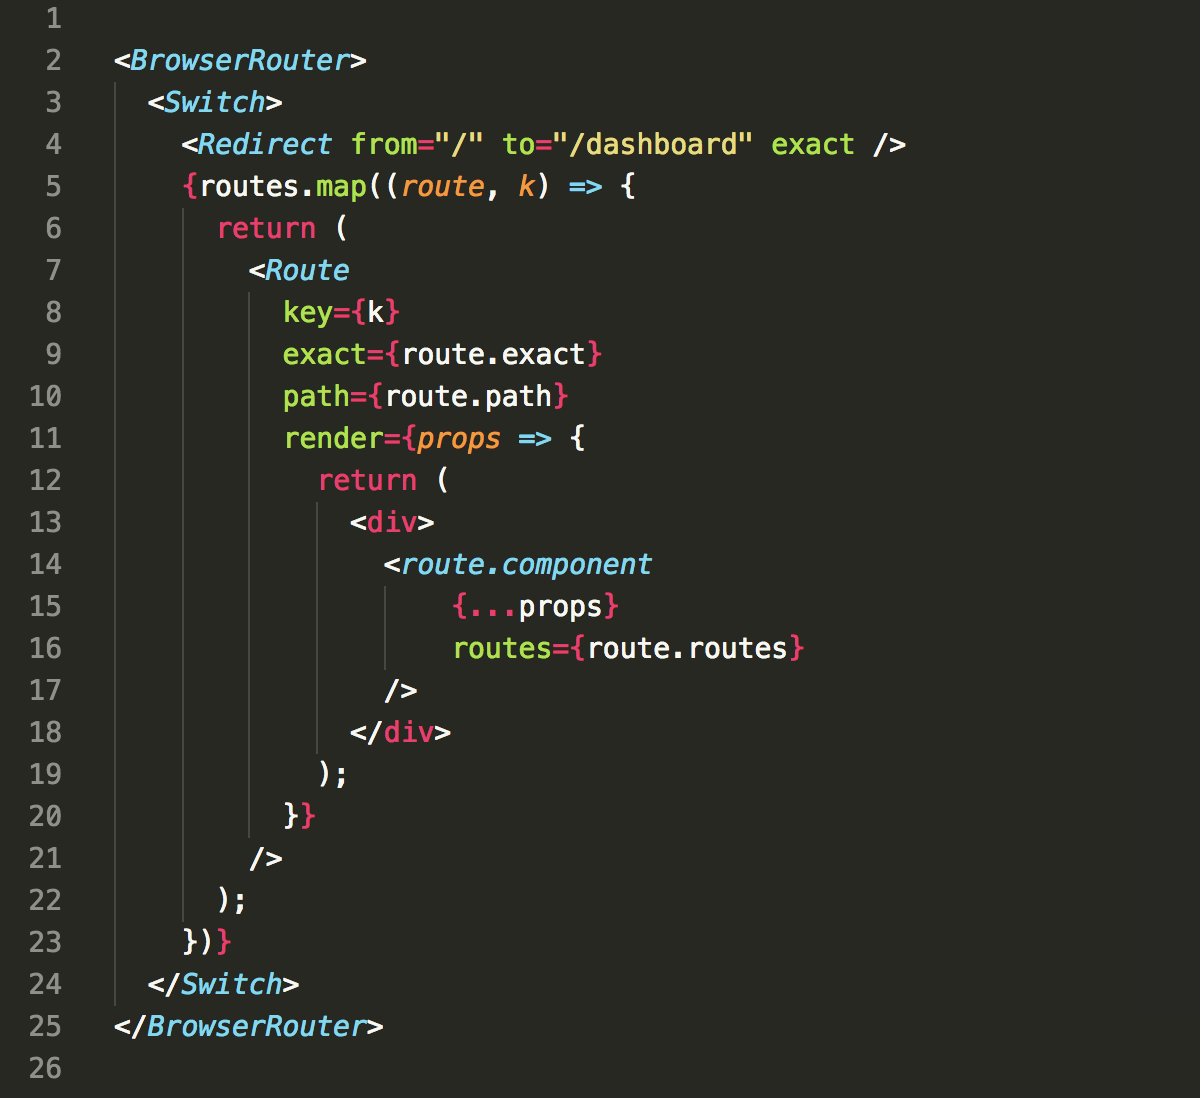 1
2 <BrowserRouter>
3 <Switch>
4 <Redirect from="/" to="/dashboard" exact />
5 {routes.map((route, k) => {
6 return (
7 <Route
8 key={k}
9 exact={route.exact}
10 path={route.path}
11 render={props => {
12 return (
13 <div>
14 <route.component
15 {...props}
16 routes={route.routes}
17 />
18 </div>
19 );
20 }}
21 />
22 );
23 })}
24 </Switch>
25 </BrowserRouter>
26